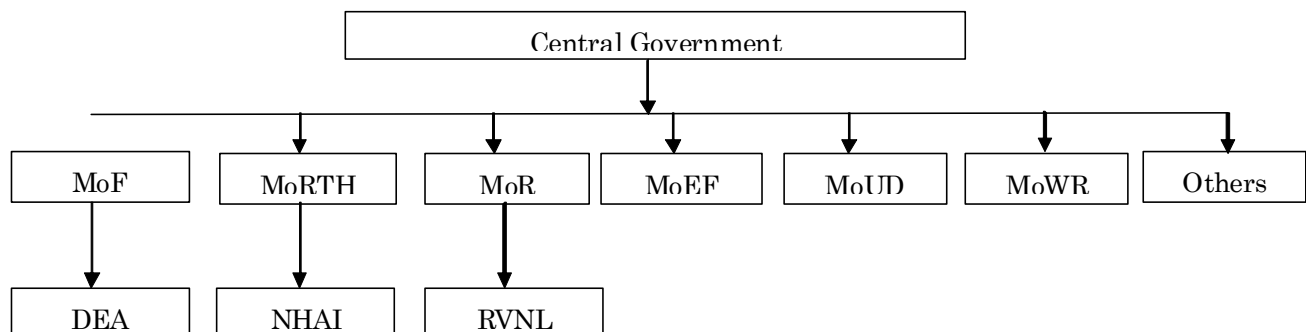 Central Government
MoF MoRTH MoR MoEF MoUD MoWR Others
DEA NHAI RVNL